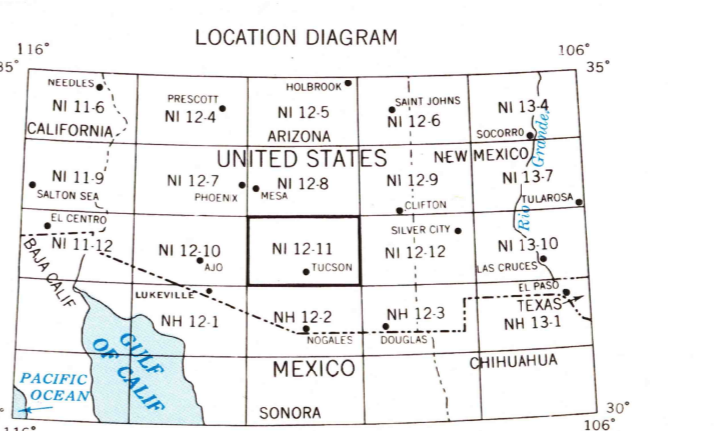 LOCATION DIAGRAM
116°
106°
35°
35°
NEEDLES
HOLBROOK
NI 11-6
PRESCOTT
NI 12-4
NI 12-5
SAINT JOHNS
NI 12-6
NI 13-4
CALIFORNIA
ARIZONA
SOCORRO
UNITED STATES
NEW MEXICO
Rio Grande
NI 11-9
SALTON SEA
NI 12-7
PHOENIX
MESA
NI 12-8
NI 12-9
CLIFTON
NI 13-7
TULAROSA
EL CENTRO
NI 11-12
BAJA CALIF
NI 12-10
AJO
NI 12-11
TUCSON
SILVER CITY
NI 12-12
NI 13-10
LAS CRUCES
LUKEVILLE
EL PASO
TEXAS
NH 12-1
NH 12-2
NOGALES
NH 12-3
DOUGLAS
NH 13-1
GULF
OF CALIF
MEXICO
CHIHUAHUA
PACIFIC
OCEAN
SONORA
30°
116°
106°